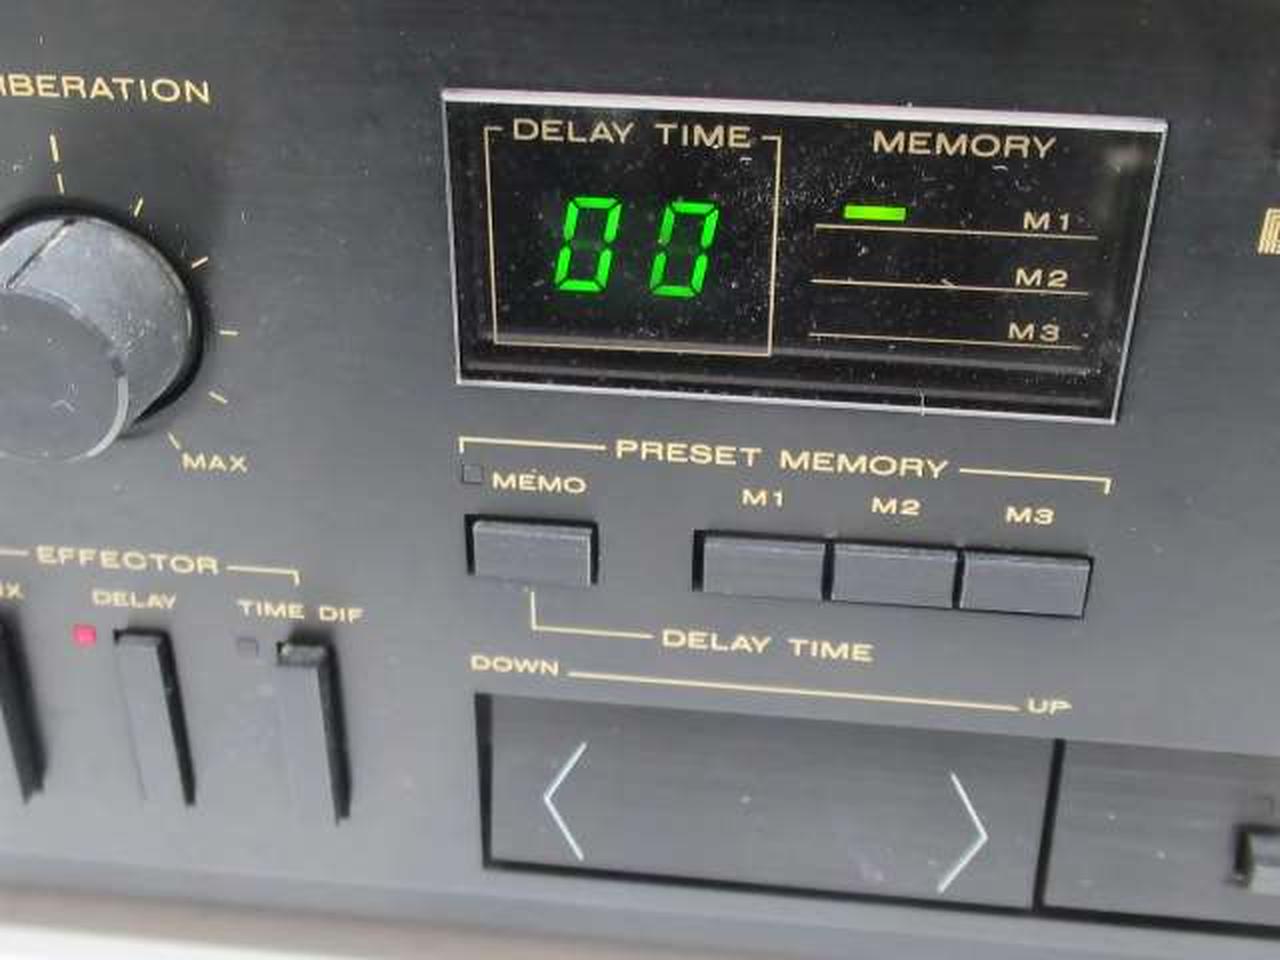 DELAY TIME
MEMORY
00
M1
M2
M3
MAX
PRESET MEMORY
MEMO
M1
M2
M3
EFFECTOR
DELAY
TIME DIF
DELAY TIME
DOWN
UP